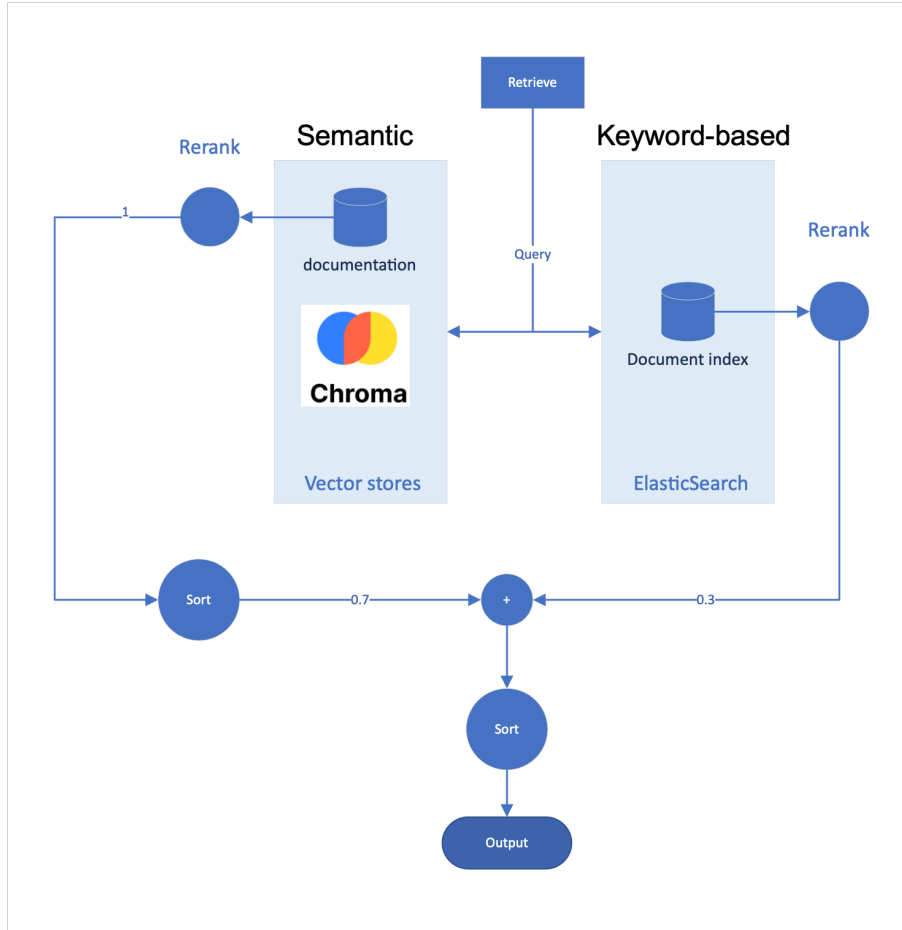 Retrieve
Semantic
Keyword-based
Rerank
1
documentation
Rerank
Query
Document index
Chroma
Vector stores
ElasticSearch
Sort
0.7
+
0.3
Sort
Output